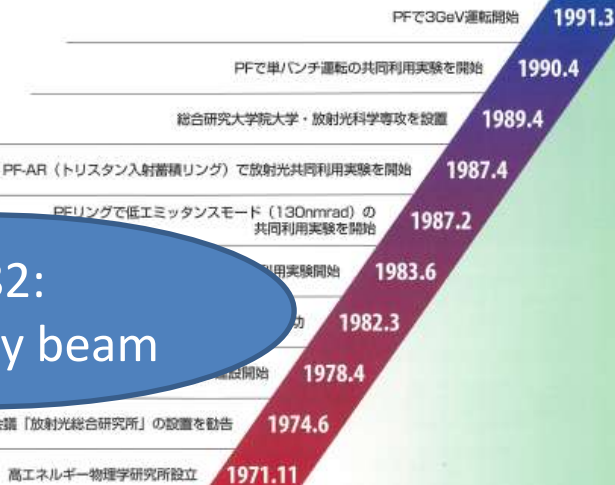 PFで3GeV運転開始 1991.3
PFで単バンチ運転の共同利用実験を開始 1990.4
総合研究大学院大学・放射光科学専攻を設置 1989.4
PF-AR（トリスタン入射蓄積リング）で放射光共同利用実験を開始 1987.4
PFリングで低エミッタンスモード（130nmrad）の
共同利用実験を開始 1987.2
用実験開始 1983.6
2:
y beam
功 1982.3
設開始 1978.4
議「放射光総合研究所」の設置を勧告 1974.6
高エネルギー物理学研究所設立 1971.11